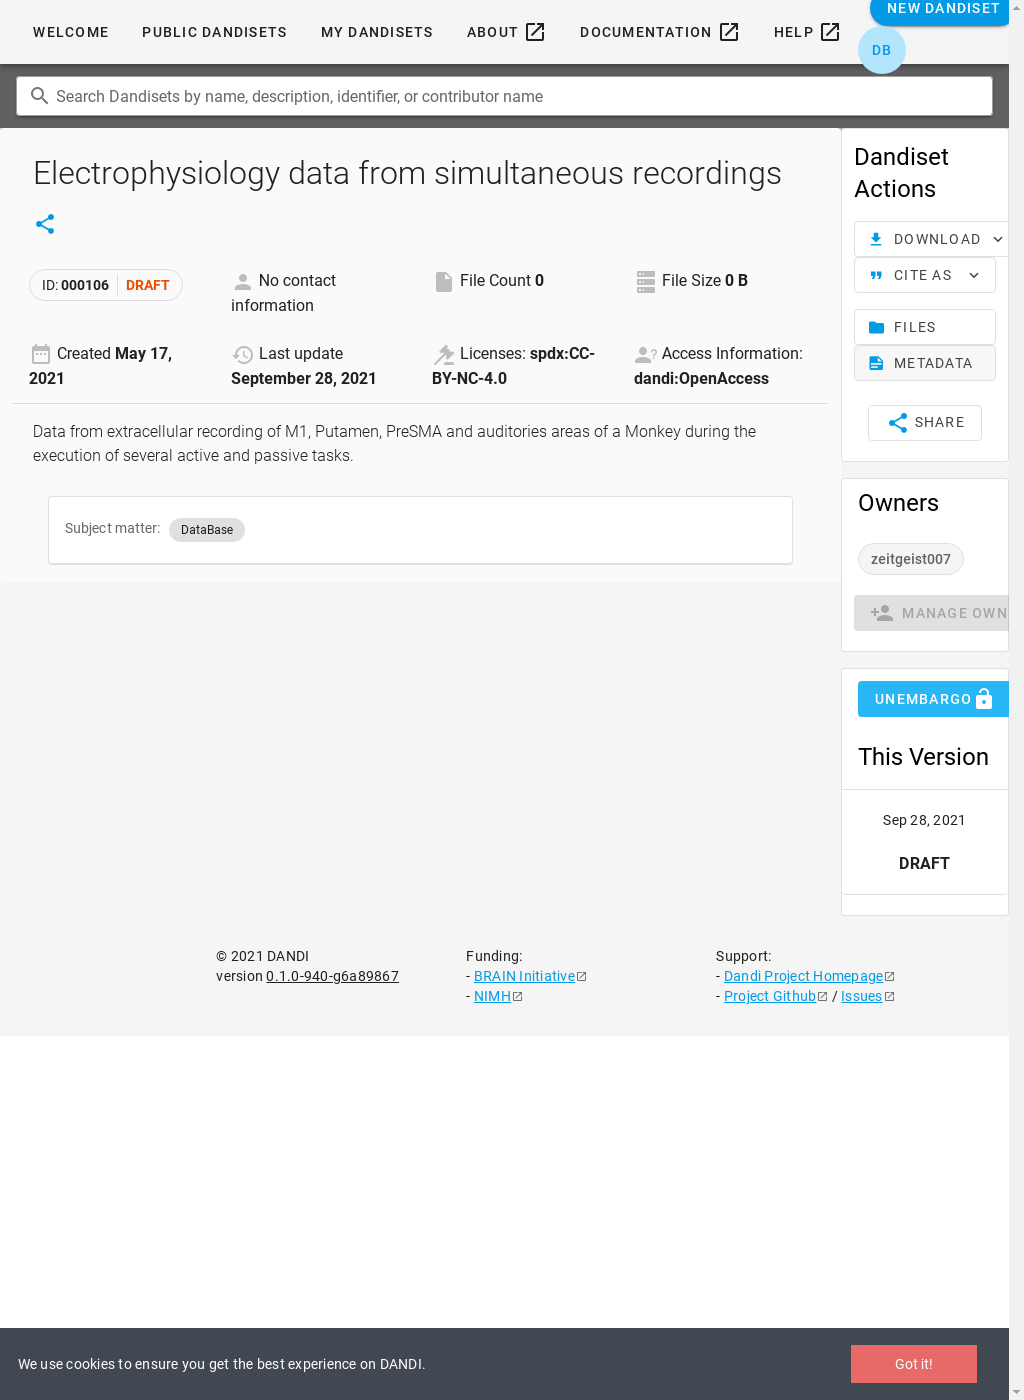 WELCOME PUBLIC DANDISETS MY DANDISETS ABOUT DOCUMENTATION HELP NEW DANDISET
DB
Search Dandisets by name, description, identifier, or contributor name
Electrophysiology data from simultaneous recordings
ID: 000106 DRAFT
No contact
information
File Count 0
File Size 0 B
Created May 17,
2021
Last update
September 28, 2021
Licenses: spdx:CC-
BY-NC-4.0
Access Information:
dandi:OpenAccess
Data from extracellular recording of M1, Putamen, PreSMA and auditories areas of a Monkey during the
execution of several active and passive tasks.
Subject matter: DataBase
Dandiset
Actions
DOWNLOAD
CITE AS
FILES
METADATA
SHARE
Owners
zeitgeist007
MANAGE OWN
UNEMBARGO
This Version
Sep 28, 2021
DRAFT
© 2021 DANDI
version 0.1.0-940-g6a89867
Funding:
- BRAIN Initiative
- NIMH
Support:
- Dandi Project Homepage
- Project Github / Issues
We use cookies to ensure you get the best experience on DANDI.
Got it!